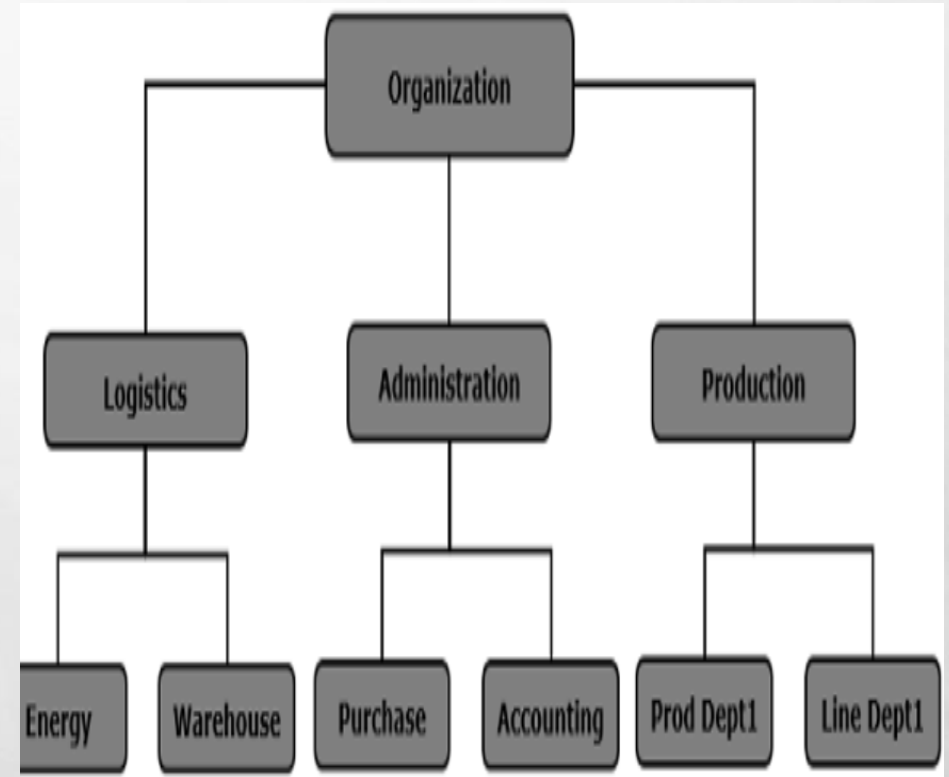 Organization
Logistics
Administration
Production
Energy
Warehouse
Purchase
Accounting
Prod Dept1
Line Dept1